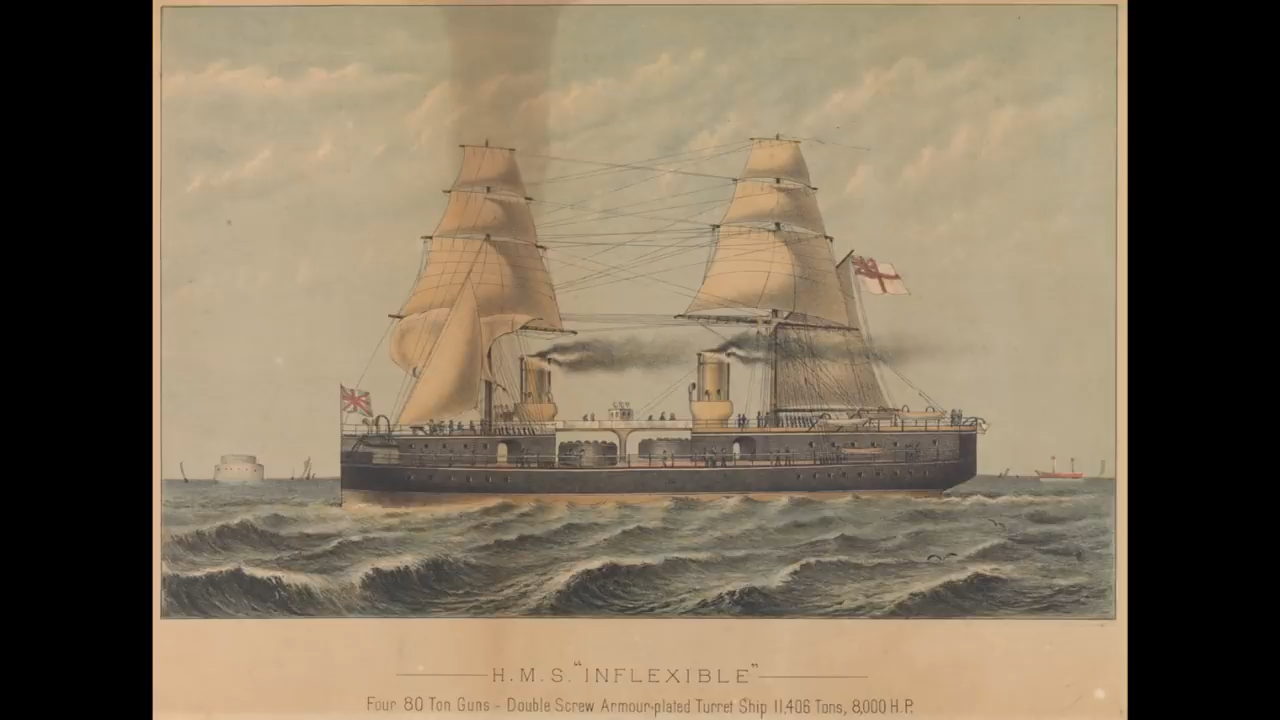 H.M.S. "INFLEXIBLE"
Four 80 Ton Guns - Double Screw Armour-plated Turret Ship 11,406 Tons, 8,000 H.P.